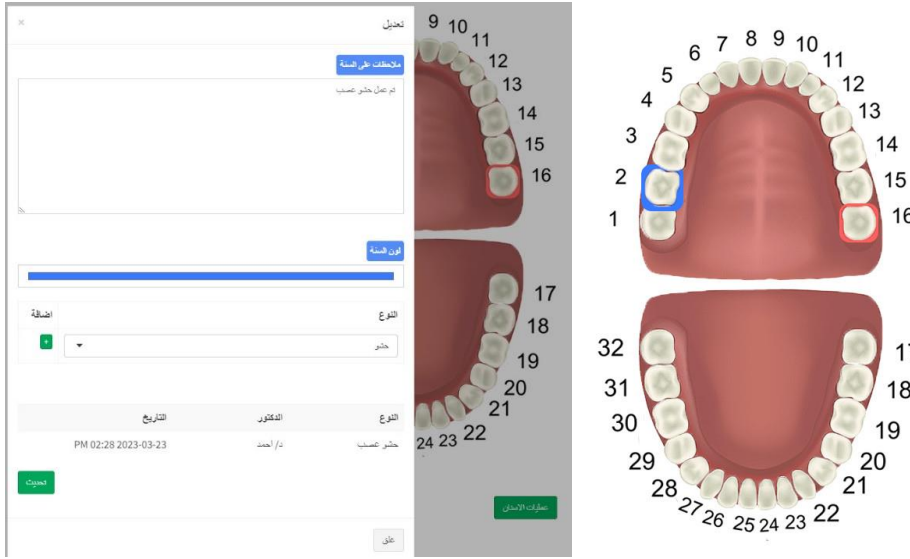 تعديل ×
ملاحظات على السنة
تم عمل حشو عصب
لون السنة
النوع اضافة
حشو +
النوع الدكتور التاريخ
حشو عصب د/ احمد PM 02:28 2023-03-23
تحديث
غلق
عمليات الاسنان
9
10
11
12
13
14
15
16
17
18
19
20
21
24 23 22
6 7 8 9 10 11
5 12
4 13
3 14
2 15
1 16
32 17
31 18
30 19
29 20
28 21
27 26 25 24 23 22